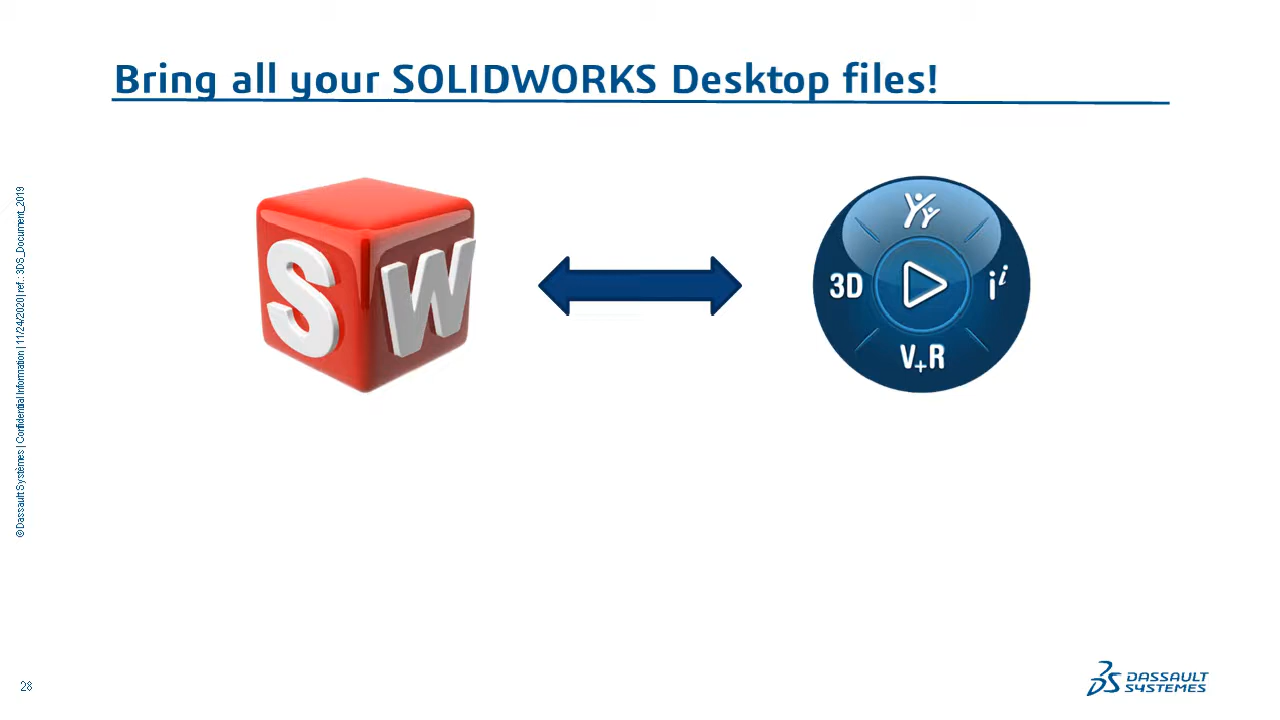 Bring all your SOLIDWORKS Desktop files!
© Dassault Systèmes | Confidential Information | 11/24/2020 | ref.: 3DS_Document_2019
S W
3D
i i
V+R
28
3DS DASSAULT
SYSTEMES